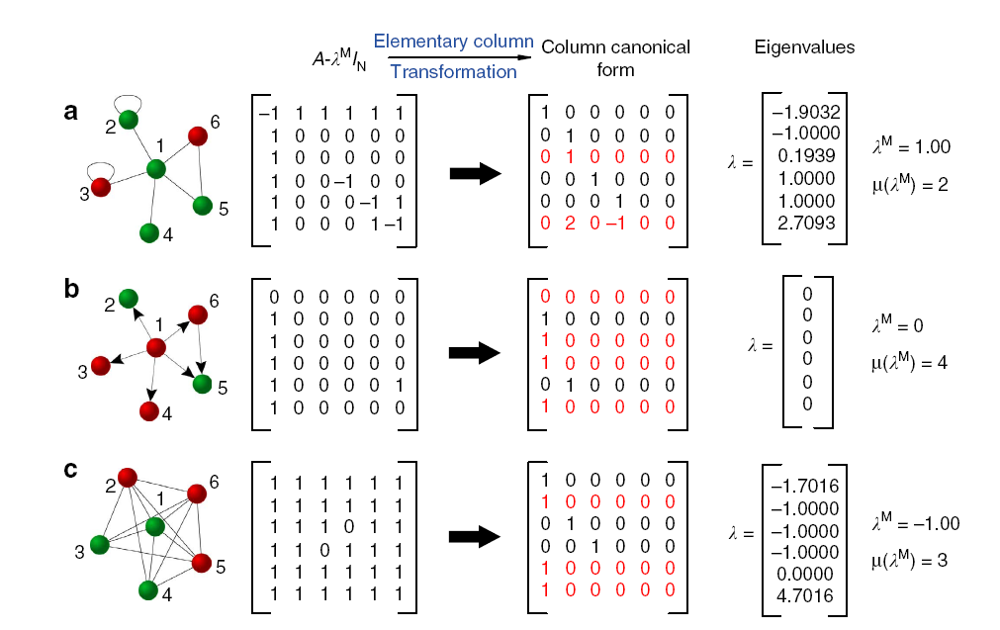 Elementary column
A-λᴹI_N
Transformation
Column canonical
form
Eigenvalues
a
2
1
6
3
5
4
−1 1 1 1 1 1
1 0 0 0 0 0
1 0 0 0 0 0
1 0 0 −1 0 0
1 0 0 0 −1 1
1 0 0 0 1 −1
1 0 0 0 0 0
0 1 0 0 0 0
0 1 0 0 0 0
0 0 1 0 0 0
0 0 0 1 0 0
0 2 0 −1 0 0
λ =
−1.9032
−1.0000
0.1939
1.0000
1.0000
2.7093
λᴹ = 1.00
μ(λᴹ) = 2
b
2
1
6
3
5
4
0 0 0 0 0 0
1 0 0 0 0 0
1 0 0 0 0 0
1 0 0 0 0 0
1 0 0 0 0 1
1 0 0 0 0 0
0 0 0 0 0 0
1 0 0 0 0 0
1 0 0 0 0 0
1 0 0 0 0 0
0 1 0 0 0 0
1 0 0 0 0 0
λ =
0
0
0
0
0
0
λᴹ = 0
μ(λᴹ) = 4
c
2
1
6
3
5
4
1 1 1 1 1 1
1 1 1 1 1 1
1 1 1 0 1 1
1 1 0 1 1 1
1 1 1 1 1 1
1 1 1 1 1 1
1 0 0 0 0 0
1 0 0 0 0 0
0 1 0 0 0 0
0 0 1 0 0 0
1 0 0 0 0 0
1 0 0 0 0 0
λ =
−1.7016
−1.0000
−1.0000
−1.0000
0.0000
4.7016
λᴹ = −1.00
μ(λᴹ) = 3